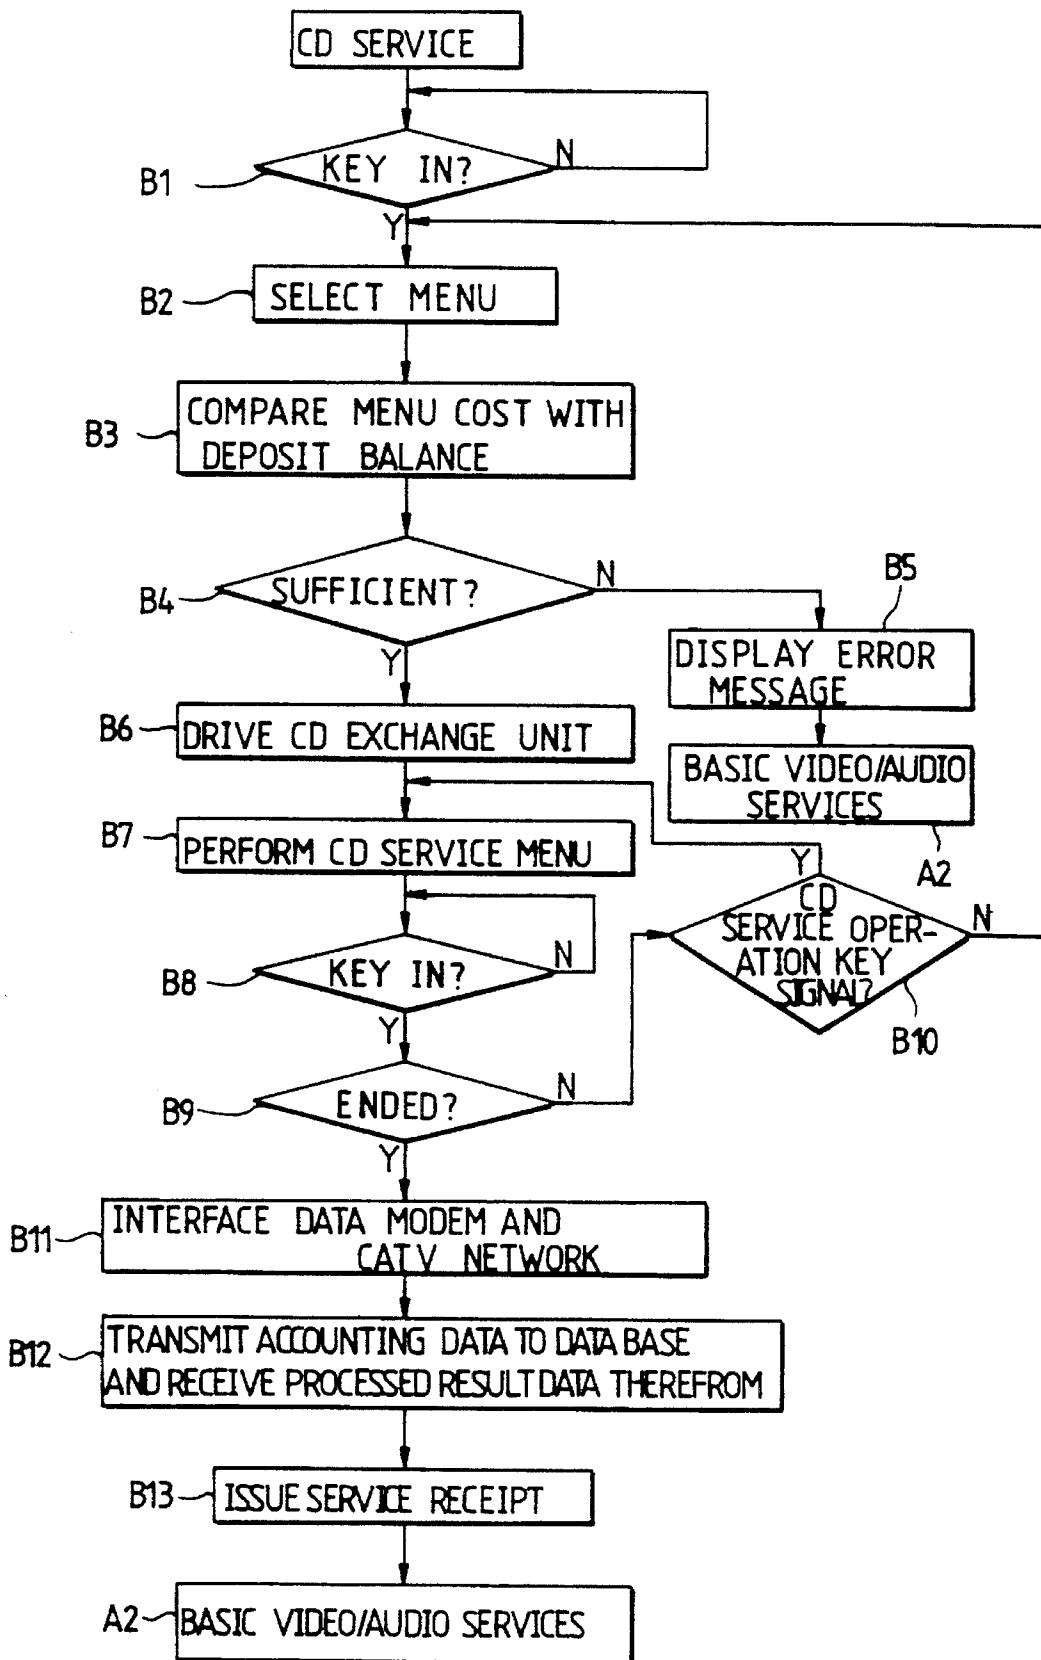 CD SERVICE
B1
KEY IN?
N
Y
B2
SELECT MENU
B3
COMPARE MENU COST WITH
DEPOSIT BALANCE
B4
SUFFICIENT?
N
Y
B5
DISPLAY ERROR
MESSAGE
B6
DRIVE CD EXCHANGE UNIT
BASIC VIDEO/AUDIO
SERVICES
A2
B7
PERFORM CD SERVICE MENU
Y
CD
SERVICE OPER-
ATION KEY
SIGNAL?
N
B10
B8
KEY IN?
N
Y
B9
ENDED?
N
Y
B11
INTERFACE DATA MODEM AND
CATV NETWORK
B12
TRANSMIT ACCOUNTING DATA TO DATA BASE
AND RECEIVE PROCESSED RESULT DATA THEREFROM
B13
ISSUE SERVICE RECEIPT
A2
BASIC VIDEO/AUDIO SERVICES